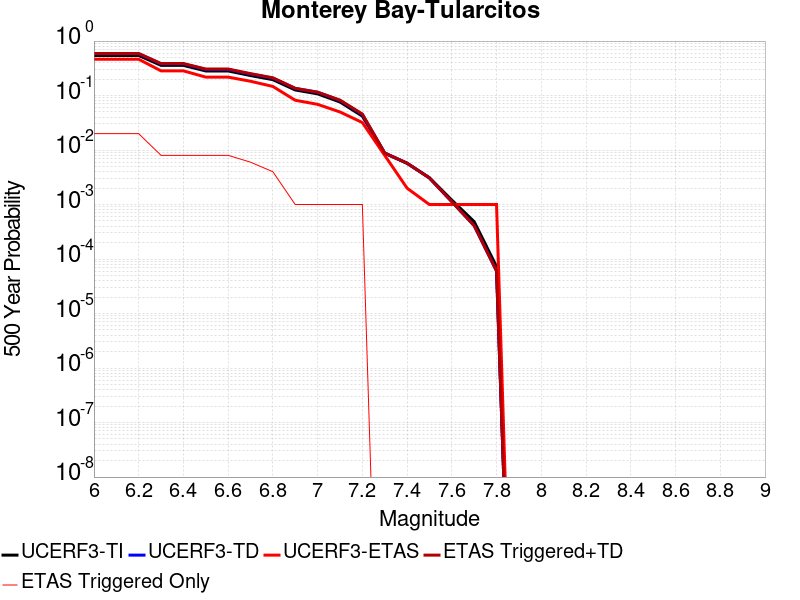 Monterey Bay-Tularcitos
10^0
10^-1
10^-2
10^-3
10^-4
10^-5
10^-6
10^-7
10^-8
500 Year Probability
6 6.2 6.4 6.6 6.8 7 7.2 7.4 7.6 7.8 8 8.2 8.4 8.6 8.8 9
Magnitude
UCERF3-TI UCERF3-TD UCERF3-ETAS ETAS Triggered+TD
ETAS Triggered Only